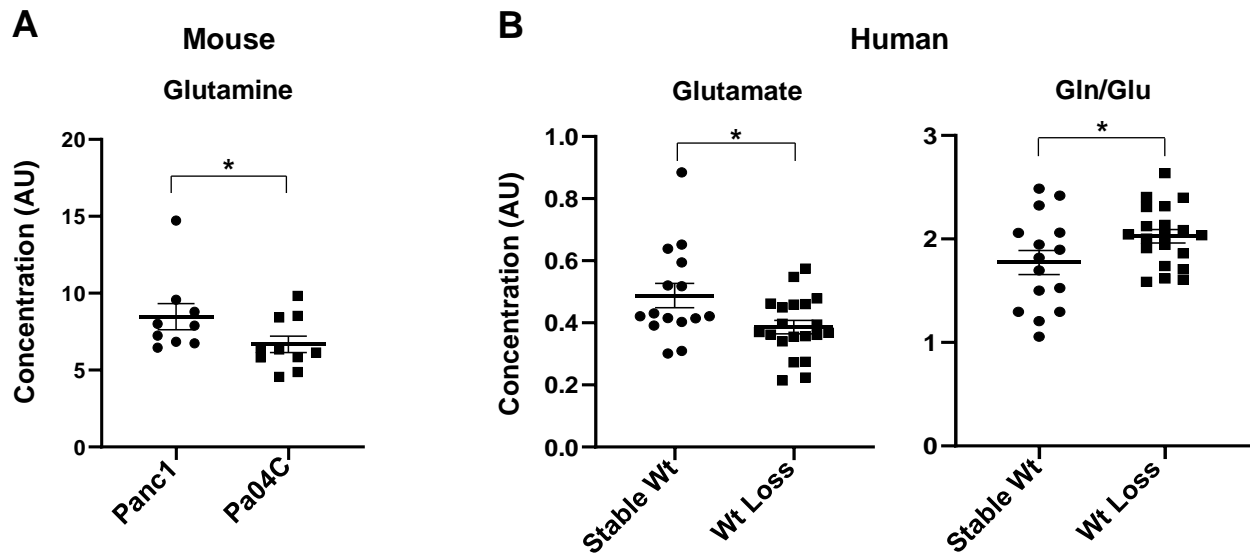 A
Mouse
Glutamine
Concentration (AU)
20
15
10
5
0
*
Panc1
Pa04C
B
Human
Glutamate
Concentration (AU)
1.0
0.8
0.6
0.4
0.2
0.0
*
Stable Wt
Wt Loss
Gln/Glu
3
2
1
0
*
Stable Wt
Wt Loss